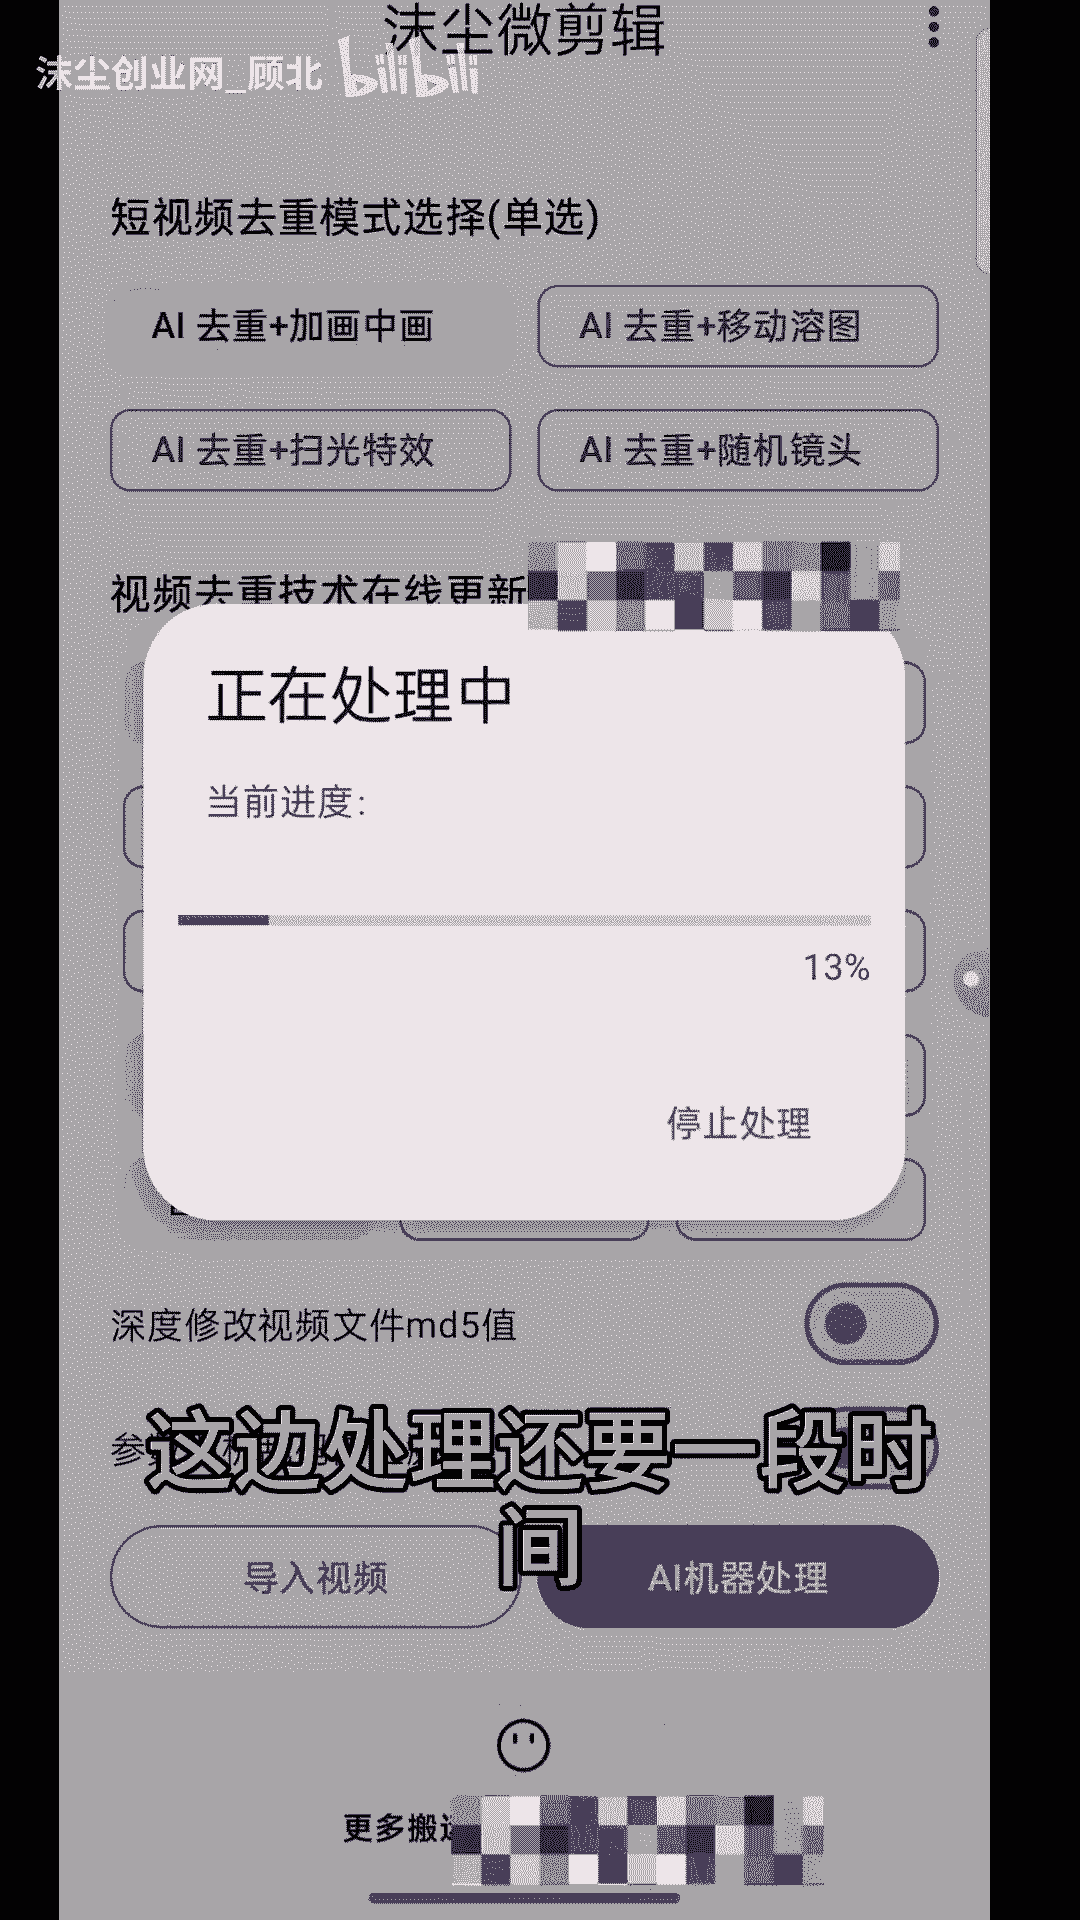 沫尘微剪辑
沫尘创业网_顾北 bilibili
短视频去重模式选择(单选)
AI 去重+加画中画
AI 去重+移动溶图
AI 去重+扫光特效
AI 去重+随机镜头
视频去重技术在线更新
正在处理中
当前进度:
13%
停止处理
深度修改视频文件md5值
这边处理还要一段时
间
导入视频
AI机器处理
更多搬运